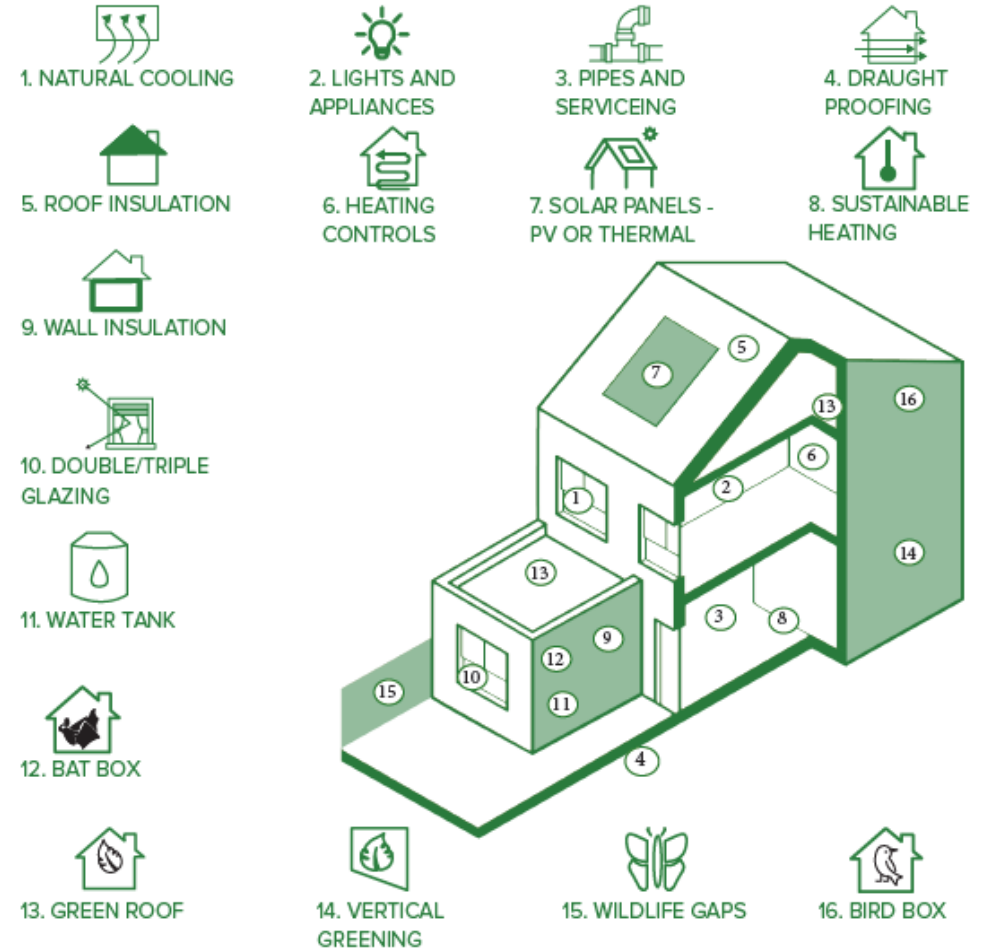 1. NATURAL COOLING
2. LIGHTS AND
APPLIANCES
3. PIPES AND
SERVICEING
4. DRAUGHT
PROOFING
5. ROOF INSULATION
6. HEATING
CONTROLS
7. SOLAR PANELS -
PV OR THERMAL
8. SUSTAINABLE
HEATING
9. WALL INSULATION
10. DOUBLE/TRIPLE
GLAZING
11. WATER TANK
12. BAT BOX
5
7
16
13
6
2
1
14
13
3
8
9
12
10
11
15
4
13. GREEN ROOF
14. VERTICAL
GREENING
15. WILDLIFE GAPS
16. BIRD BOX